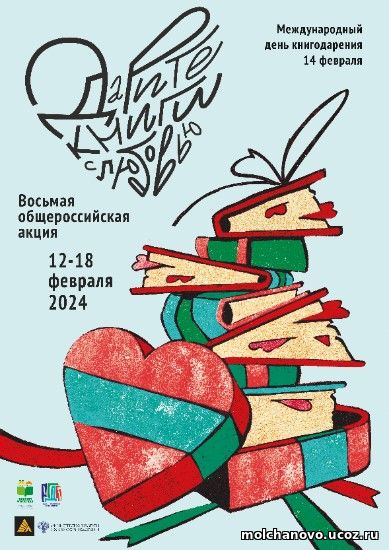 Международный
день книгодарения
14 февраля
Дарите
книги
с любовью
Восьмая
общероссийская
акция
12-18
февраля
2024
molchanovo.ucoz.ru